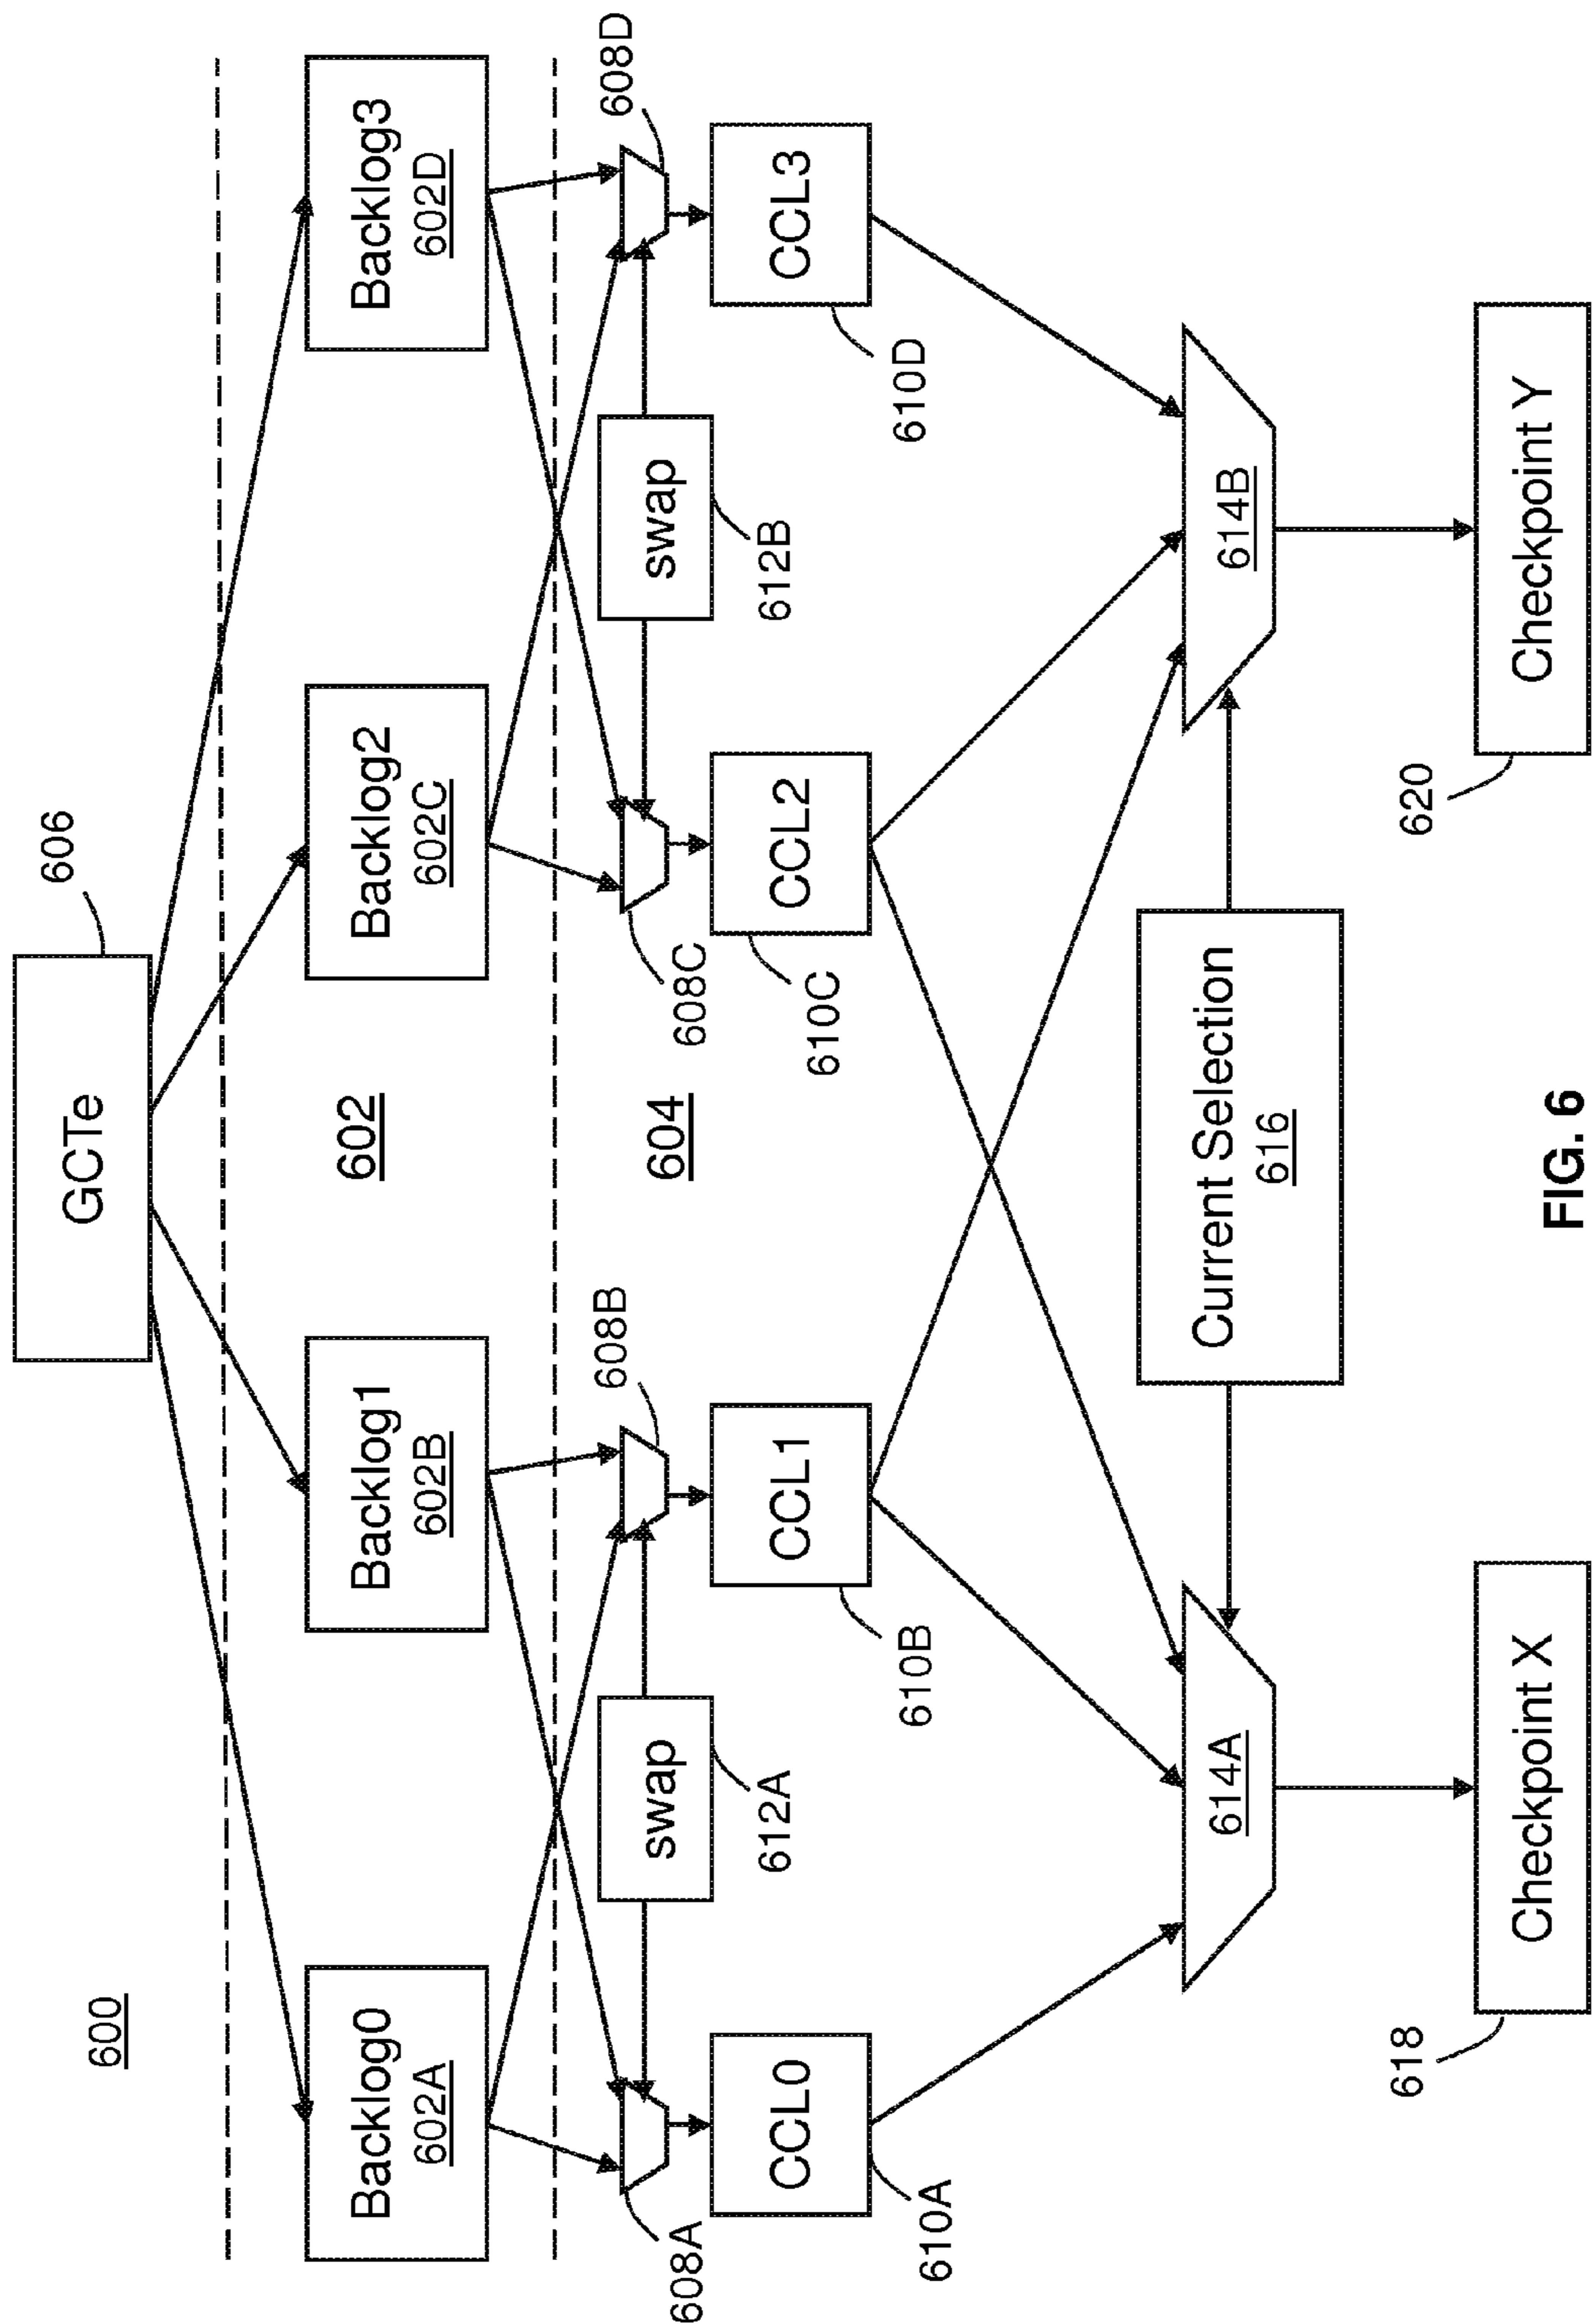 600
GCTe
606
Backlog0
602A
Backlog1
602B
602
Backlog2
602C
Backlog3
602D
608A
swap
612A
608B
604
608C
swap
612B
608D
CCL0
610A
CCL1
610B
CCL2
610C
CCL3
610D
614A
Current Selection
616
614B
618
Checkpoint X
620
Checkpoint Y
FIG. 6